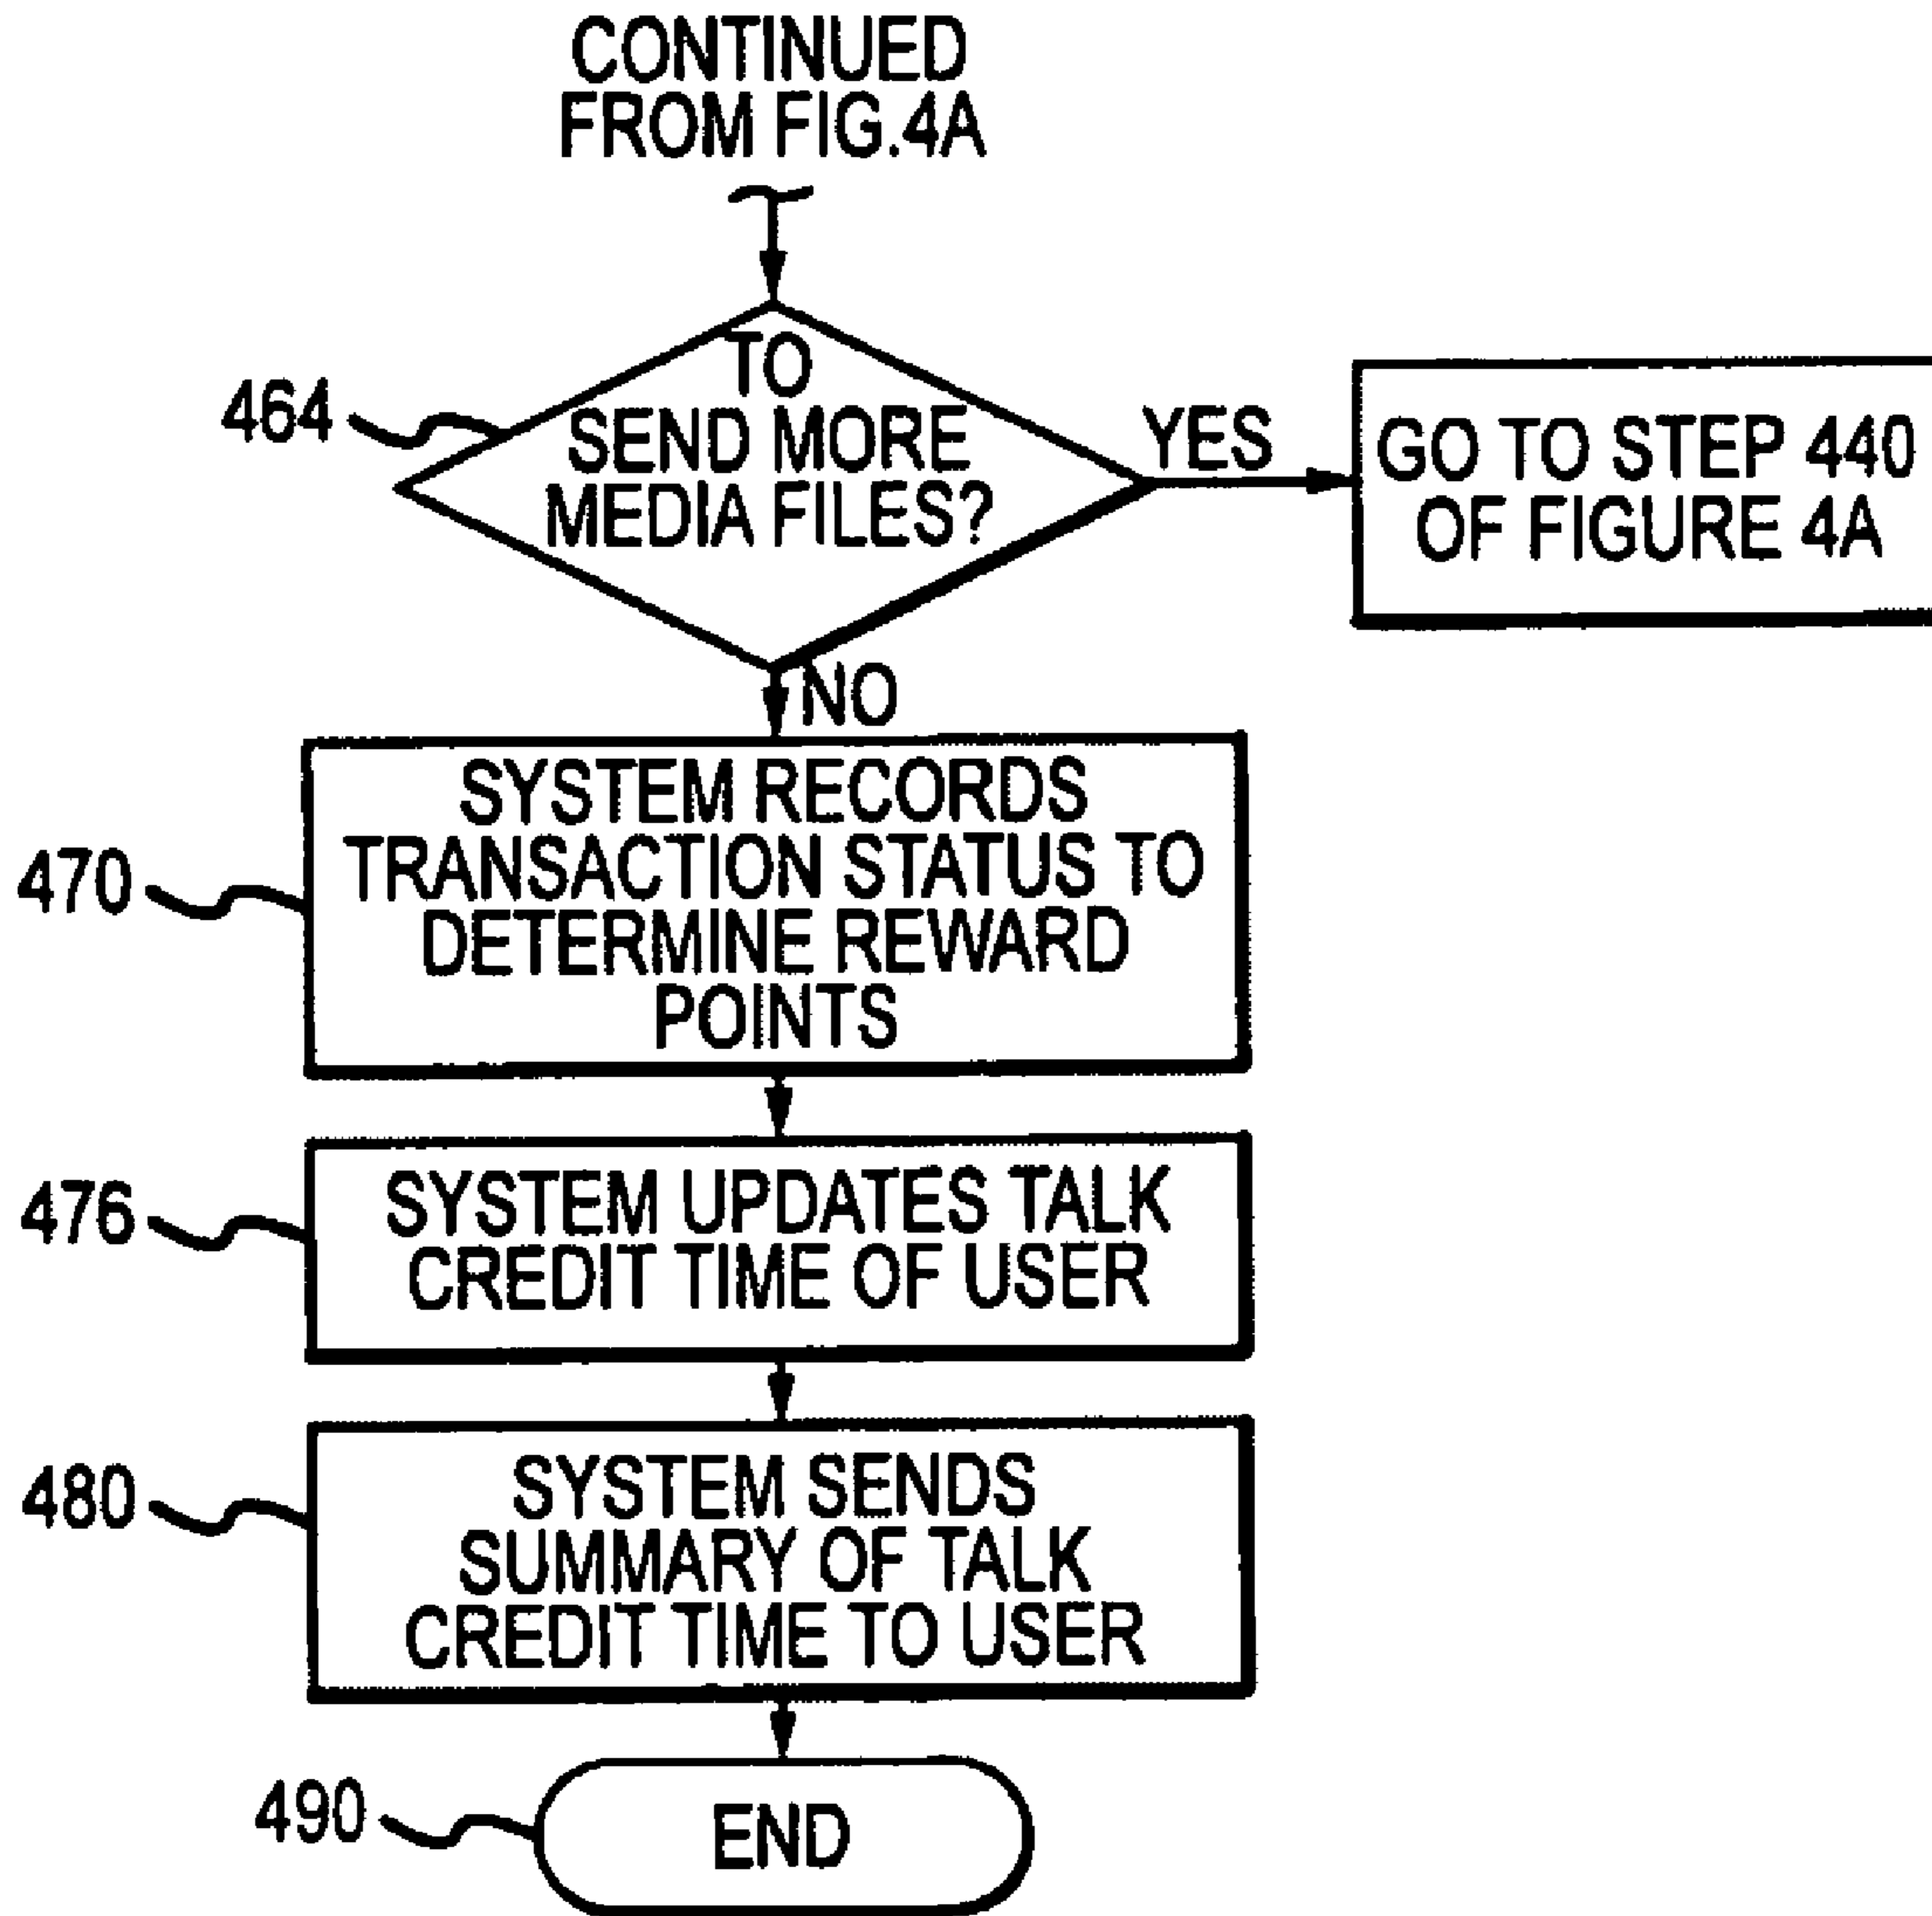 CONTINUED
FROM FIG.4A
TO
464
SEND MORE
MEDIA FILES?
YES
GO TO STEP 440
OF FIGURE 4A
NO
SYSTEM RECORDS
TRANSACTION STATUS TO
470
DETERMINE REWARD
POINTS
476
SYSTEM UPDATES TALK
CREDIT TIME OF USER
480
SYSTEM SENDS
SUMMARY OF TALK
CREDIT TIME TO USER
490
END